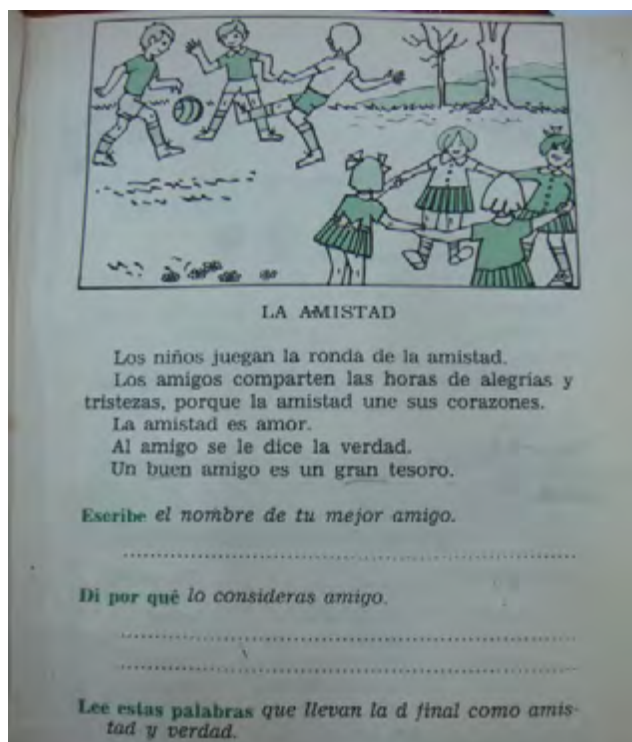 LA AMISTAD
Los niños juegan la ronda de la amistad.
Los amigos comparten las horas de alegrías y
tristezas, porque la amistad une sus corazones.
La amistad es amor.
Al amigo se le dice la verdad.
Un buen amigo es un gran tesoro.
Escribe el nombre de tu mejor amigo.
Di por qué lo consideras amigo.
Lee estas palabras que llevan la d final como amis-
tad y verdad.